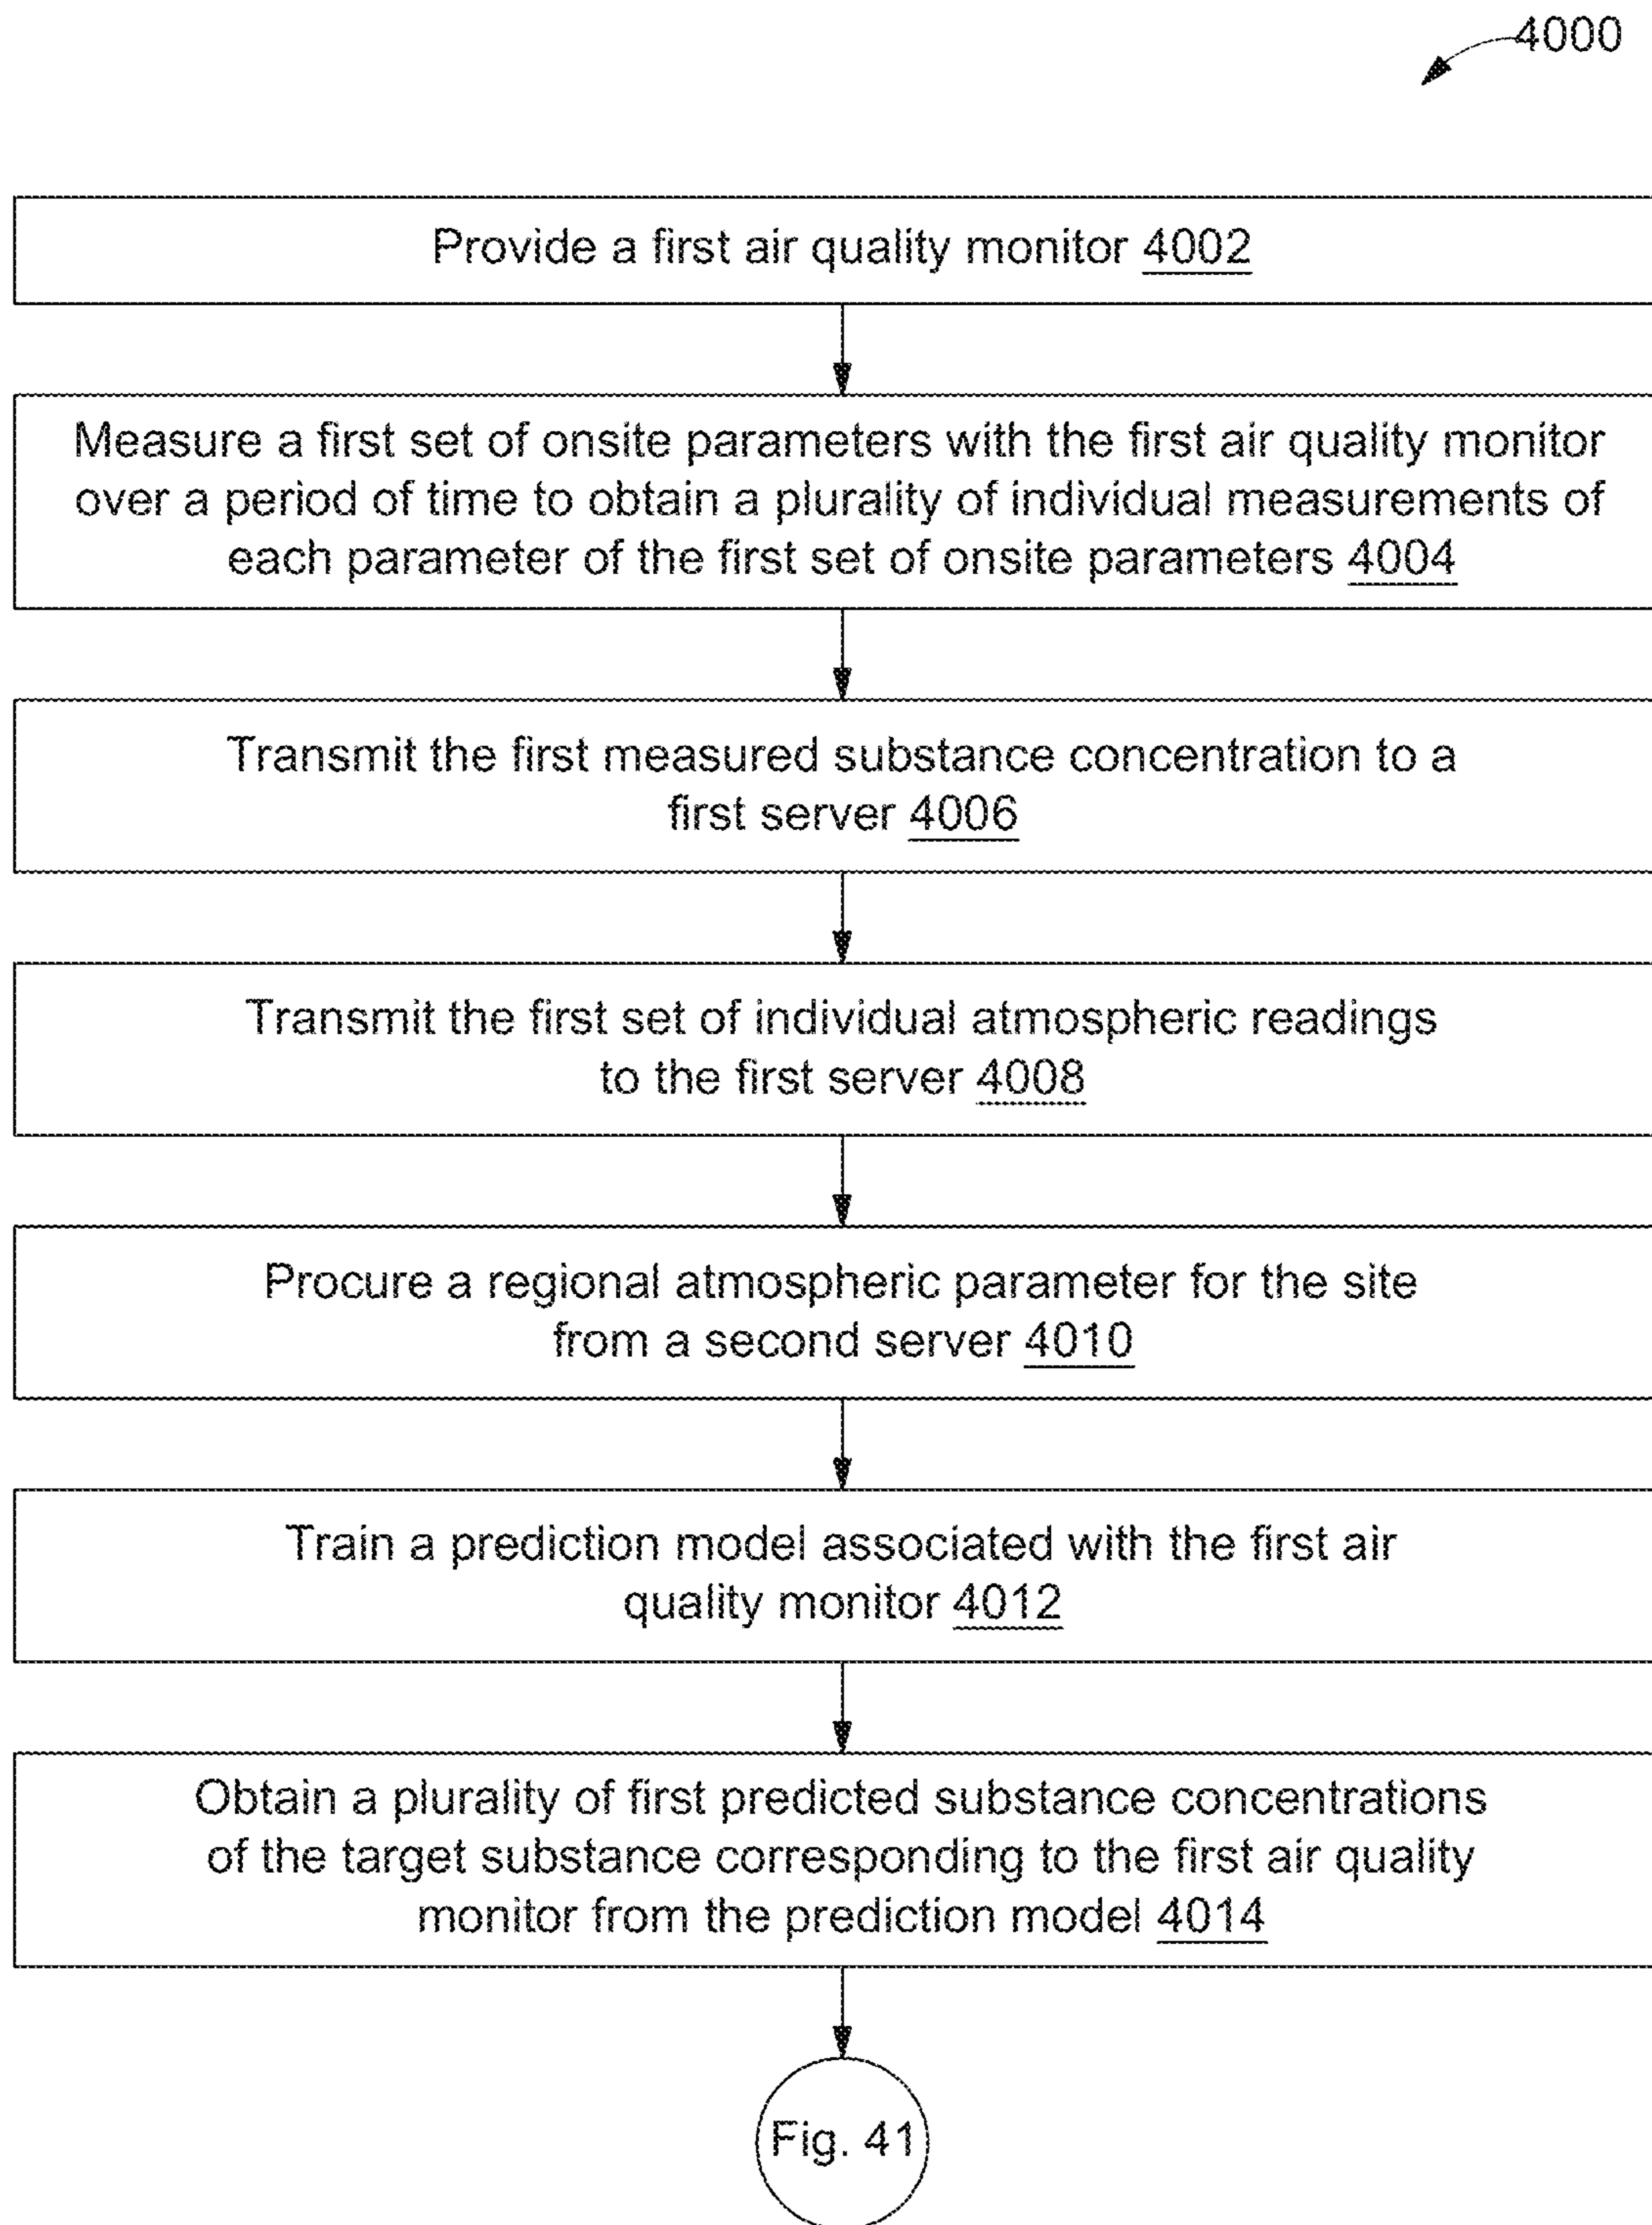 4000
Provide a first air quality monitor 4002
Measure a first set of onsite parameters with the first air quality monitor
over a period of time to obtain a plurality of individual measurements of
each parameter of the first set of onsite parameters 4004
Transmit the first measured substance concentration to a
first server 4006
Transmit the first set of individual atmospheric readings
to the first server 4008
Procure a regional atmospheric parameter for the site
from a second server 4010
Train a prediction model associated with the first air
quality monitor 4012
Obtain a plurality of first predicted substance concentrations
of the target substance corresponding to the first air quality
monitor from the prediction model 4014
Fig. 41